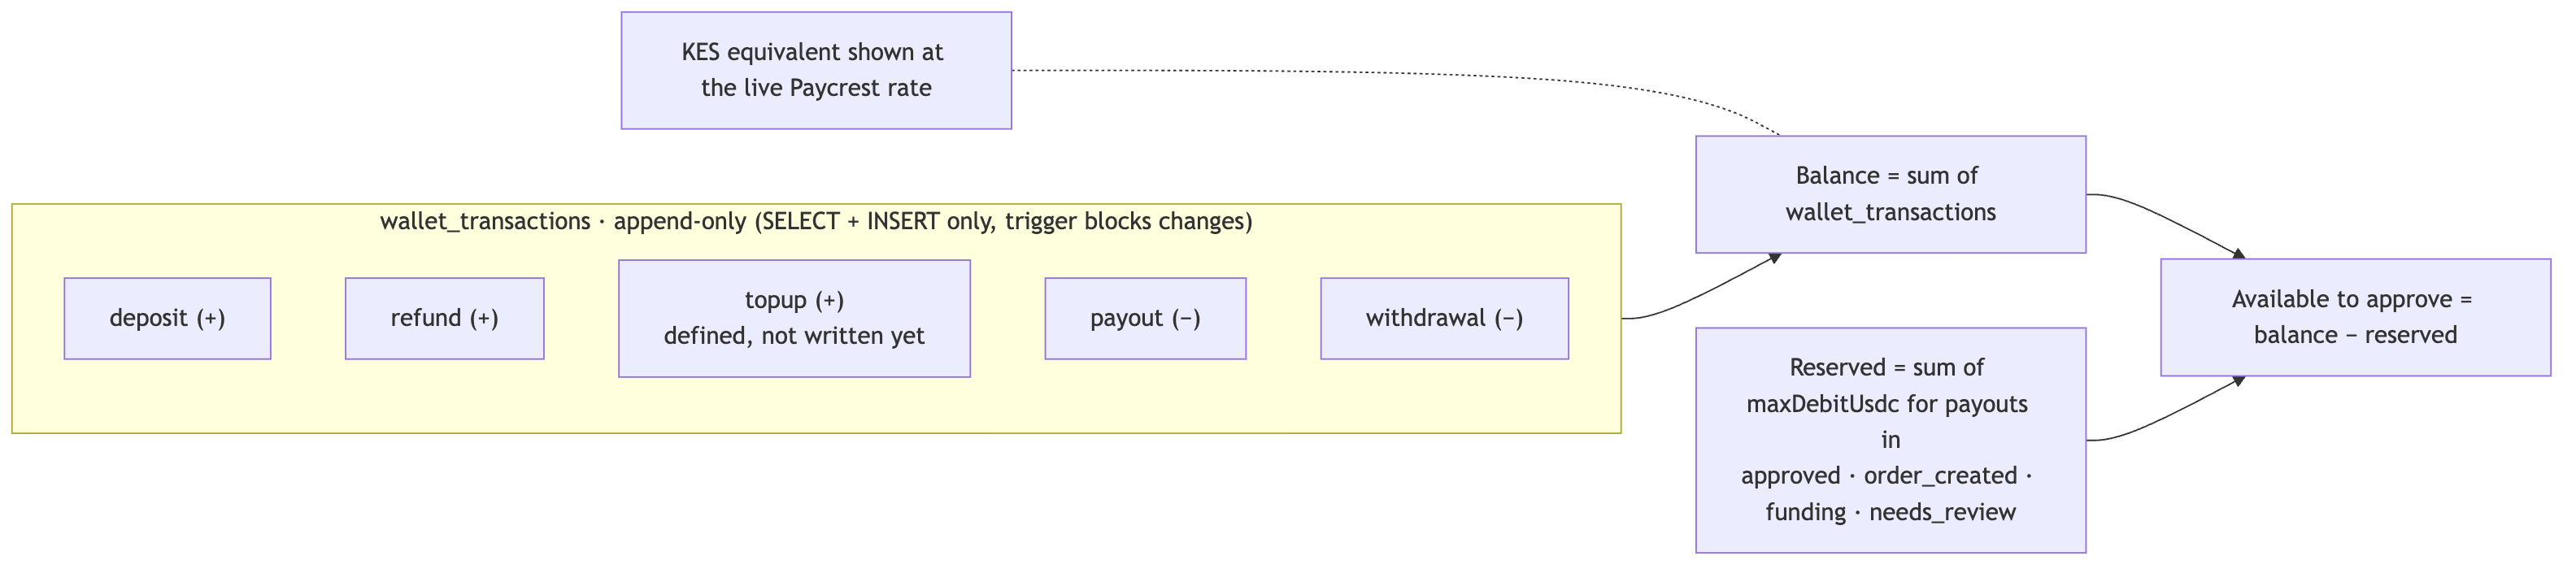 KES equivalent shown at
the live Paycrest rate
wallet_transactions · append-only (SELECT + INSERT only, trigger blocks changes)
deposit (+)
refund (+)
topup (+)
defined, not written yet
payout (−)
withdrawal (−)
Balance = sum of
wallet_transactions
Reserved = sum of
maxDebitUsdc for payouts
in
approved · order_created ·
funding · needs_review
Available to approve =
balance − reserved